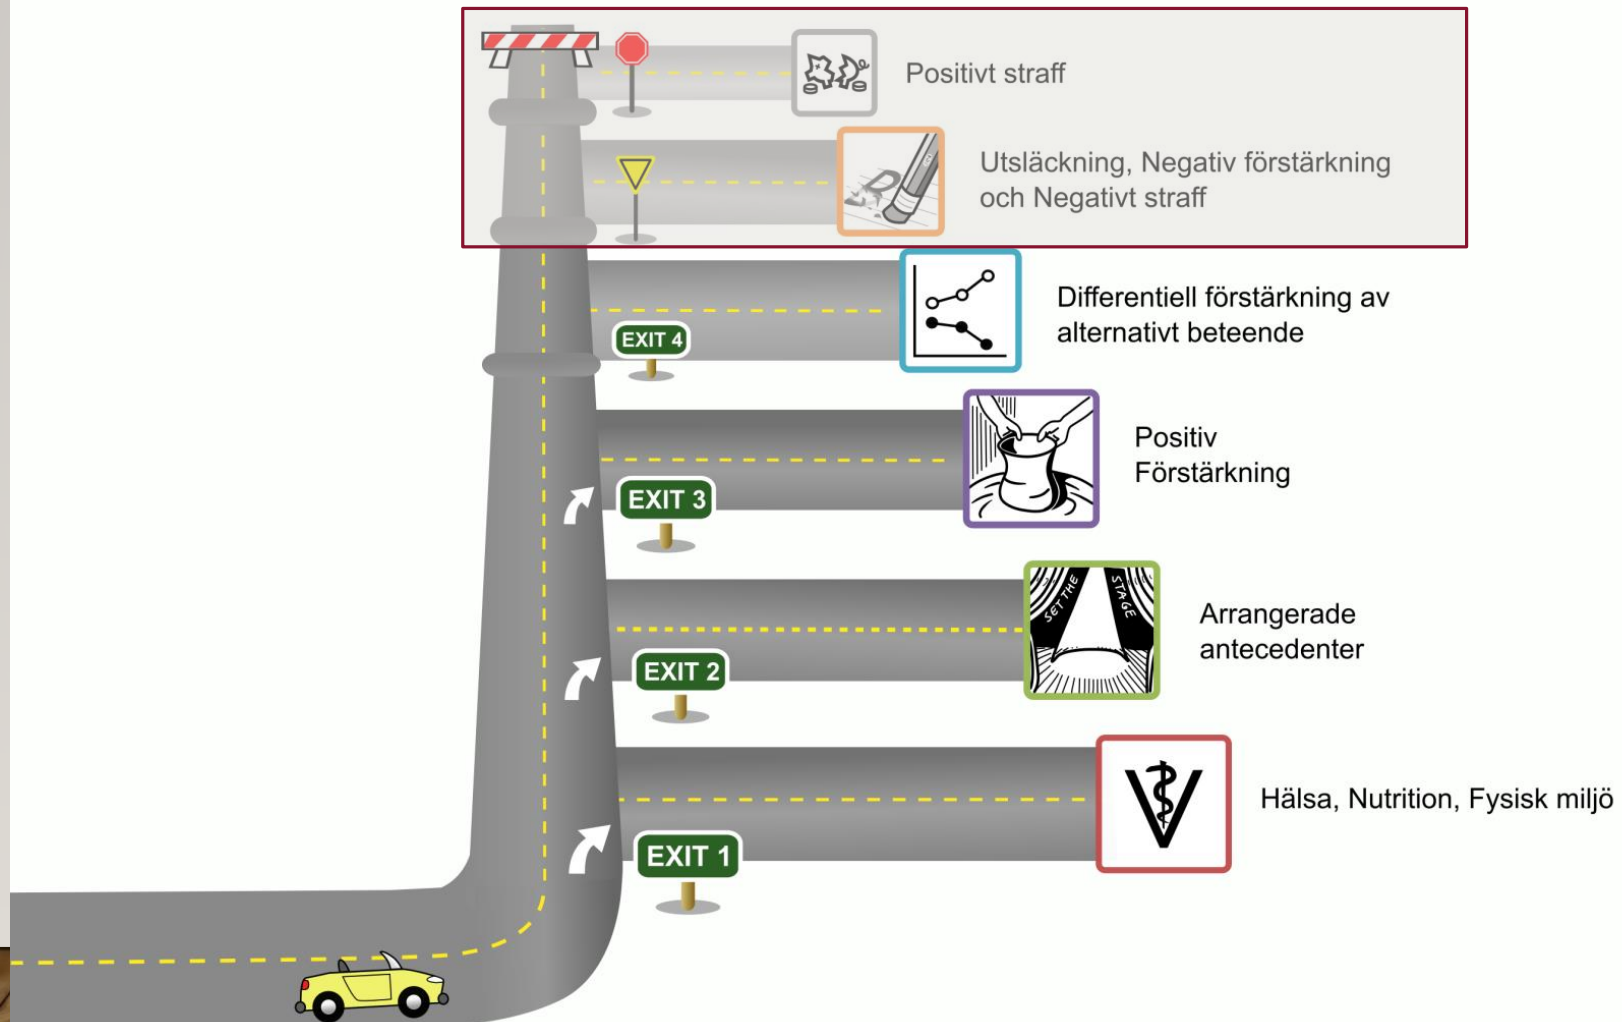 Positivt straff
Utsläckning, Negativ förstärkning
och Negativt straff
Differentiell förstärkning av
alternativt beteende
EXIT 4
Positiv
Förstärkning
EXIT 3
SET THE STAGE
Arrangerade
antecedenter
EXIT 2
Hälsa, Nutrition, Fysisk miljö
EXIT 1